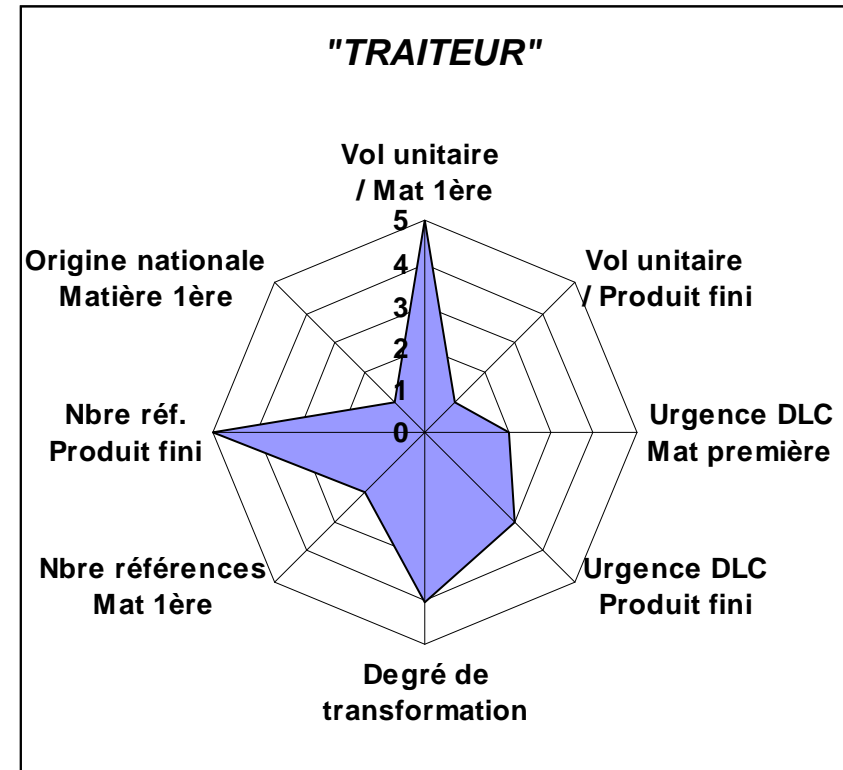 "TRAITEUR"
Vol unitaire
/ Mat 1ère
5
4
3
2
1
0
Vol unitaire
/ Produit fini
Urgence DLC
Mat première
Urgence DLC
Produit fini
Degré de
transformation
Nbre références
Mat 1ère
Nbre réf.
Produit fini
Origine nationale
Matière 1ère